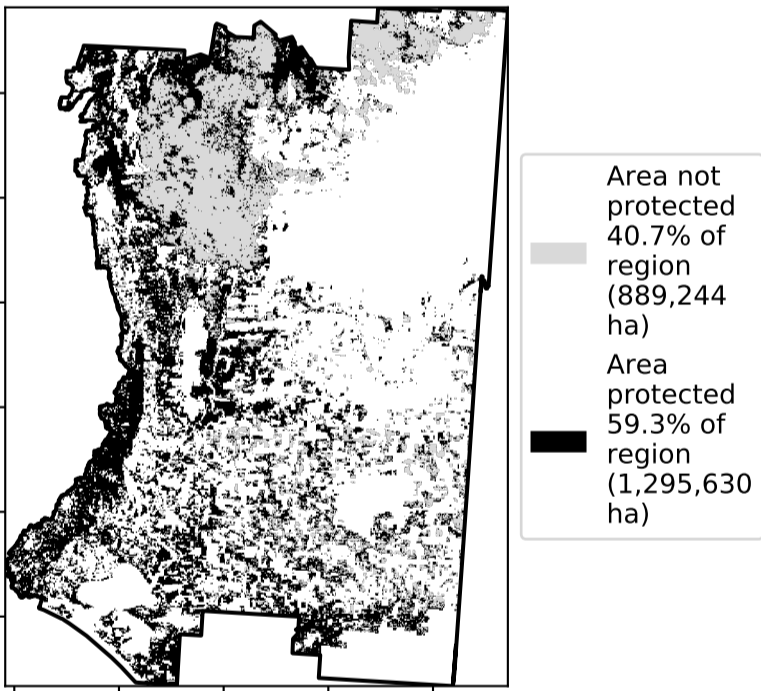 Area not
protected
40.7% of
region
(889,244
ha)
Area
protected
59.3% of
region
(1,295,630
ha)